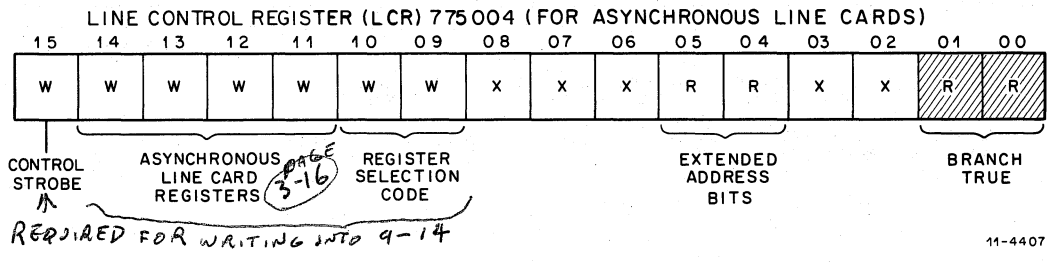 LINE CONTROL REGISTER (LCR) 775004 (FOR ASYNCHRONOUS LINE CARDS)
15 14 13 12 11 10 09 08 07 06 05 04 03 02 01 00
W W W W W W W X X X R R X X R R
CONTROL STROBE
ASYNCHRONOUS LINE CARD REGISTERS
PAGE 3-16
REGISTER SELECTION CODE
EXTENDED ADDRESS BITS
BRANCH TRUE
REQUIRED FOR WRITING INTO 9-14
11-4407